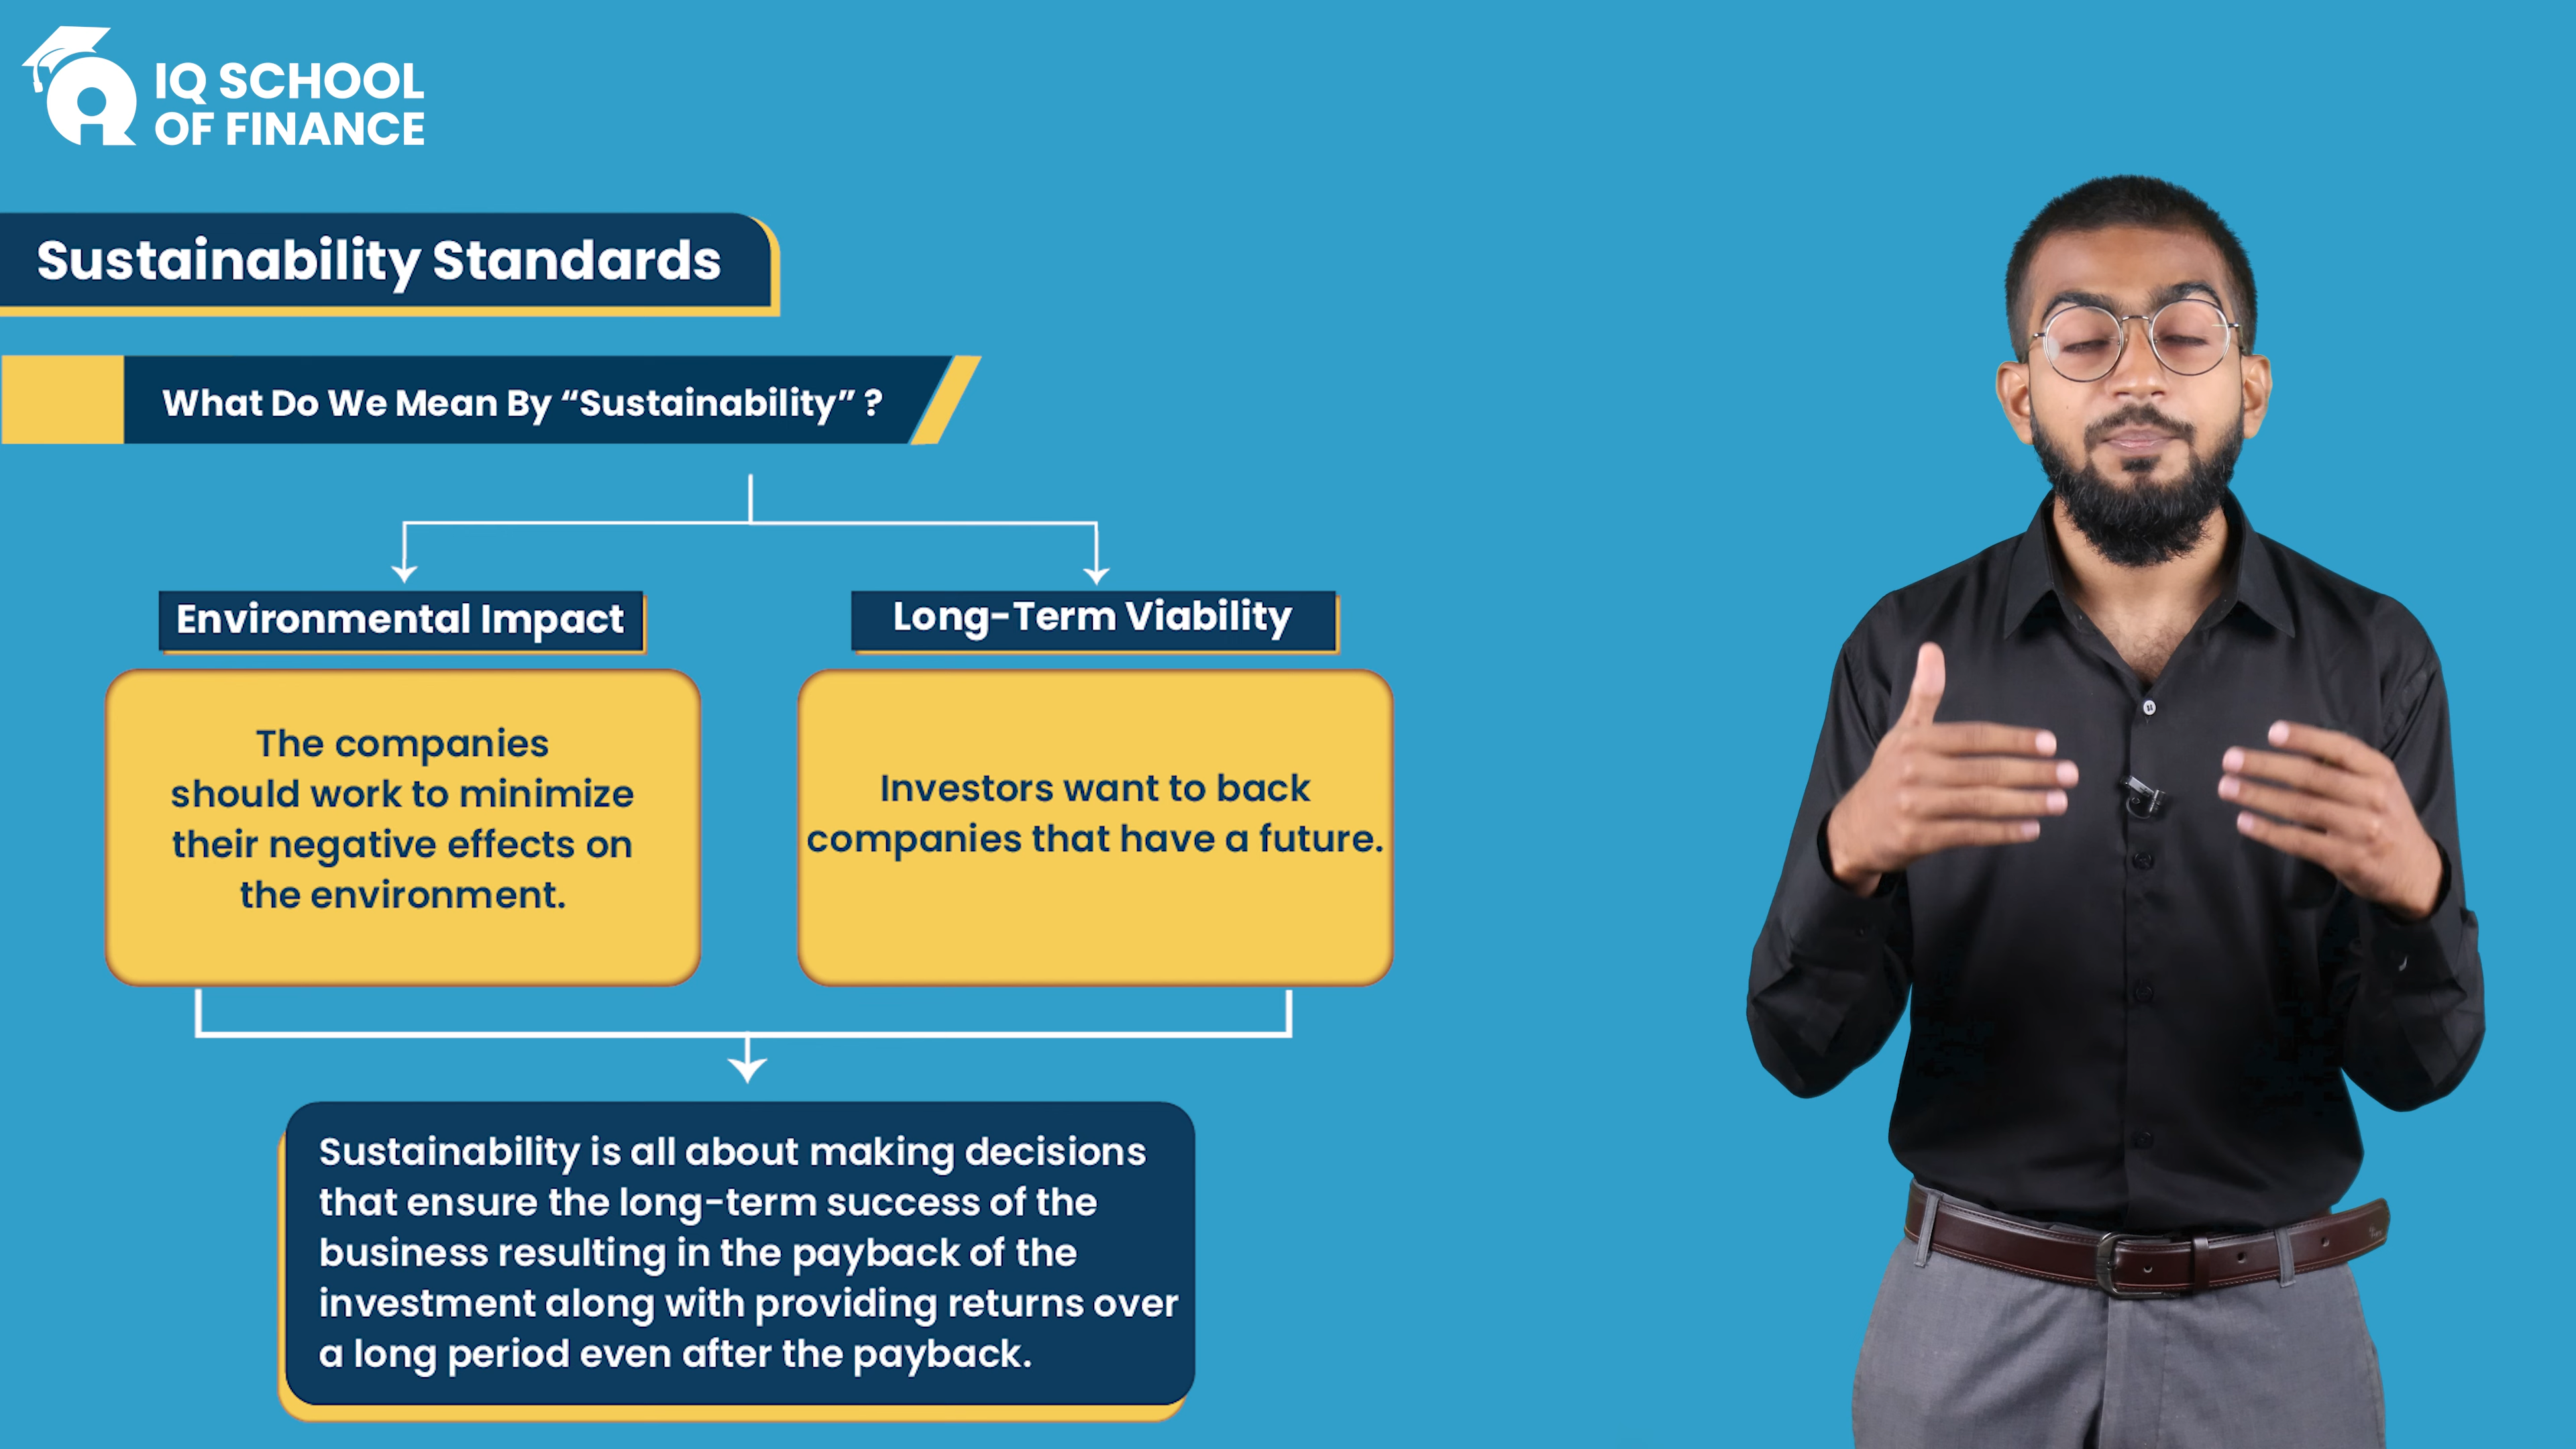 IQ SCHOOL
OF FINANCE
Sustainability Standards
What Do We Mean By “Sustainability” ?
Environmental Impact
The companies
should work to minimize
their negative effects on
the environment.
Long-Term Viability
Investors want to back
companies that have a future.
Sustainability is all about making decisions
that ensure the long-term success of the
business resulting in the payback of the
investment along with providing returns over
a long period even after the payback.